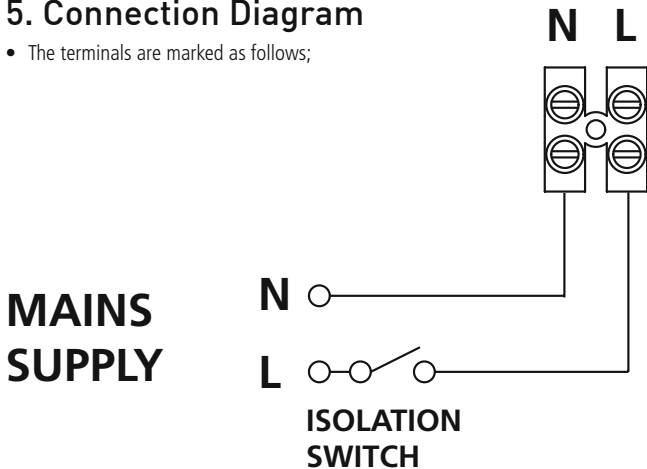 5. Connection Diagram
• The terminals are marked as follows;
N L
MAINS
SUPPLY
N
L
ISOLATION
SWITCH